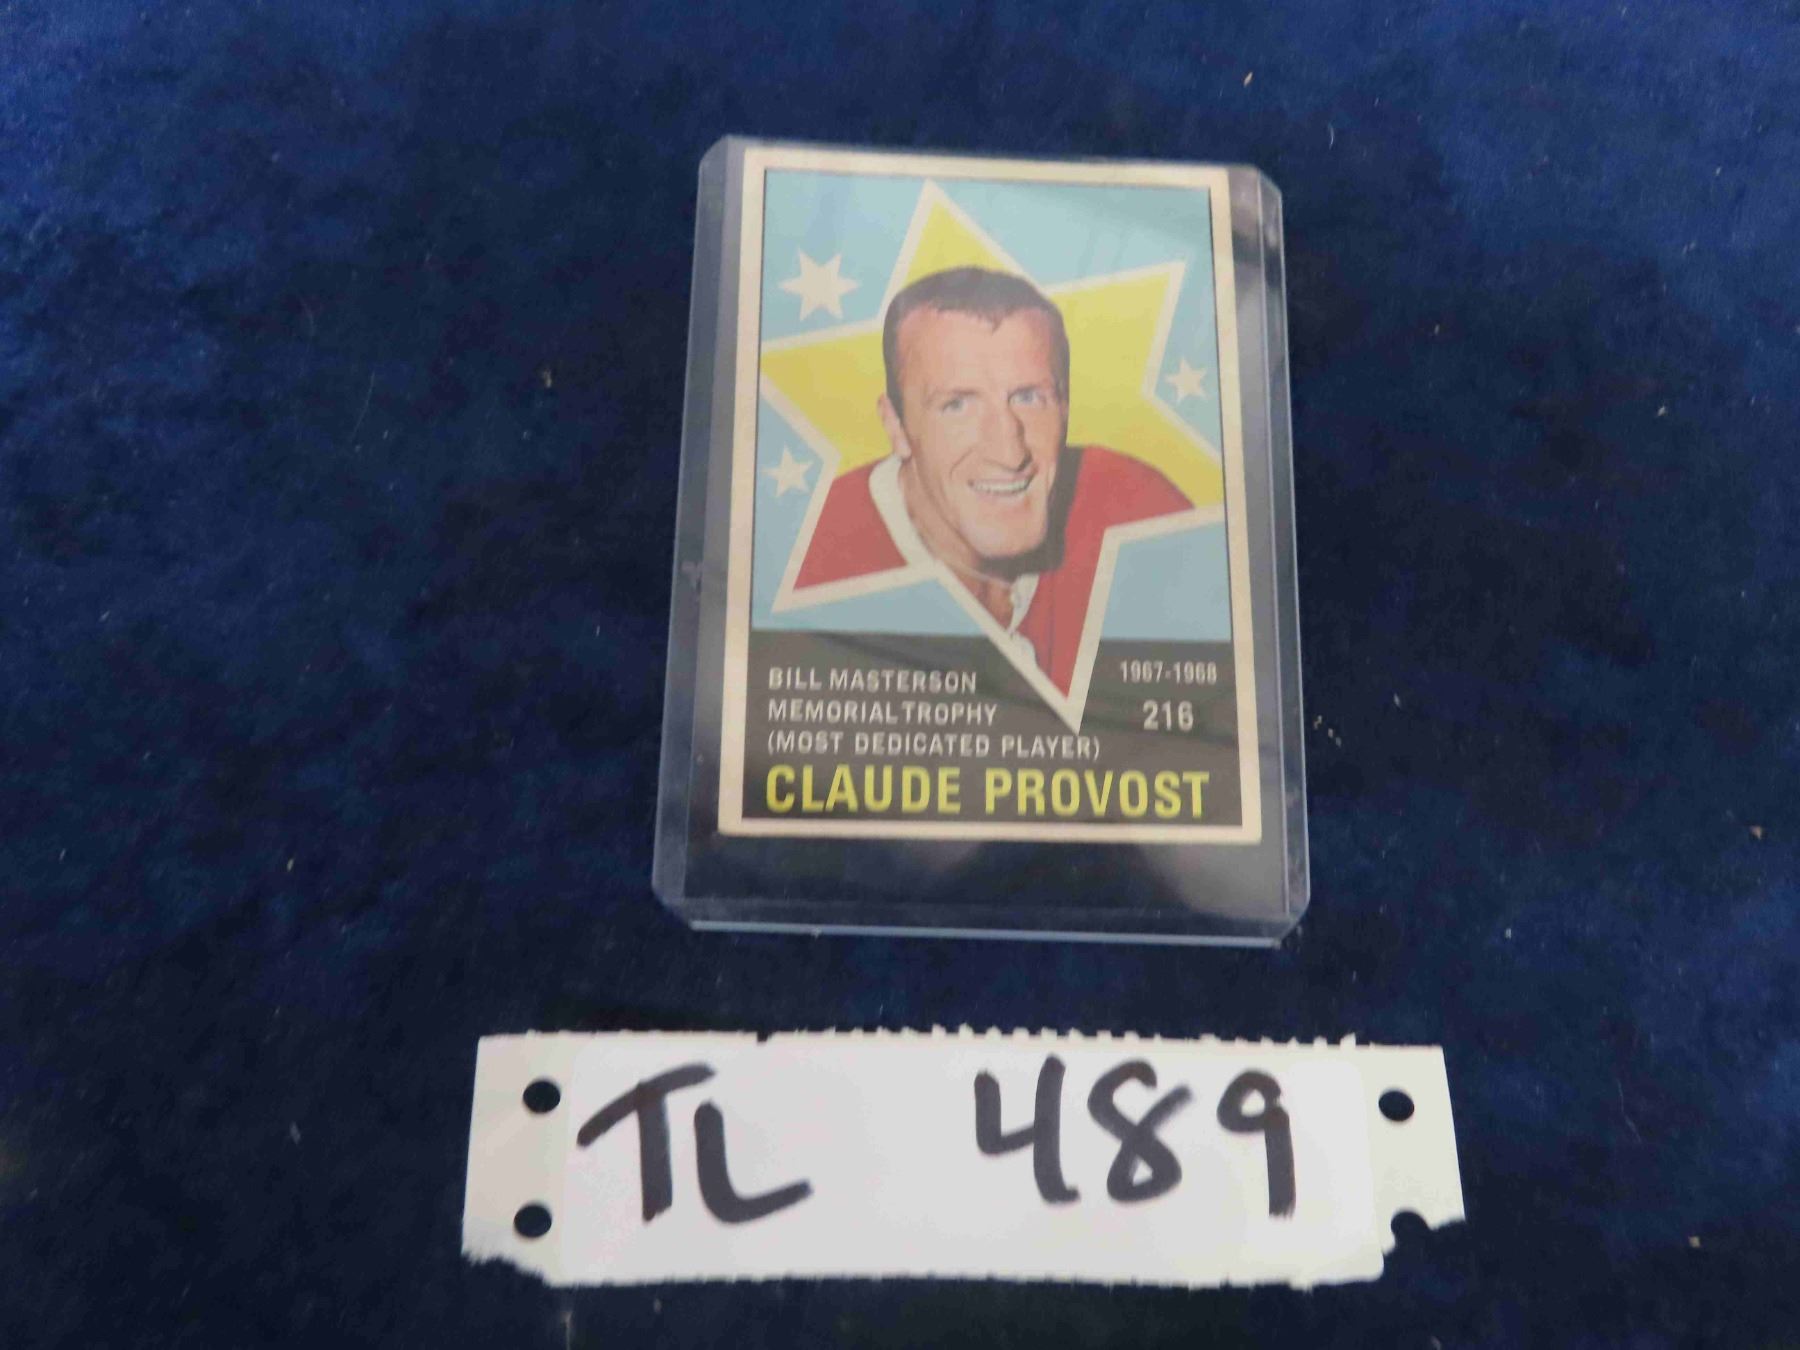 BILL MASTERSON
MEMORIAL TROPHY
(MOST DEDICATED PLAYER)
1967-1968
216
CLAUDE PROVOST
TL 489